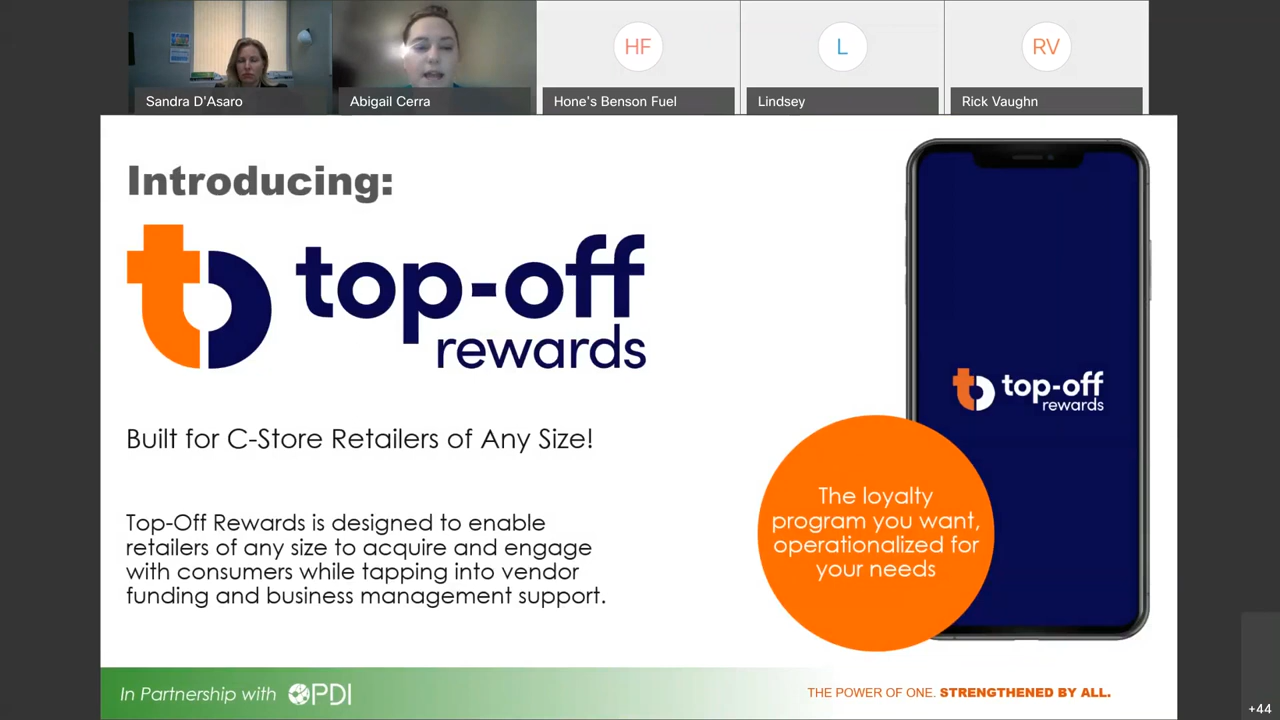 HF
L
RV
Sandra D'Asaro
Abigail Cerra
Hone's Benson Fuel
Lindsey
Rick Vaughn
Introducing:
top-off
rewards
Built for C-Store Retailers of Any Size!
Top-Off Rewards is designed to enable
retailers of any size to acquire and engage
with consumers while tapping into vendor
funding and business management support.
top-off
rewards
The loyalty
program you want,
operationalized for
your needs
In Partnership with PDI
THE POWER OF ONE. STRENGTHENED BY ALL.
+44